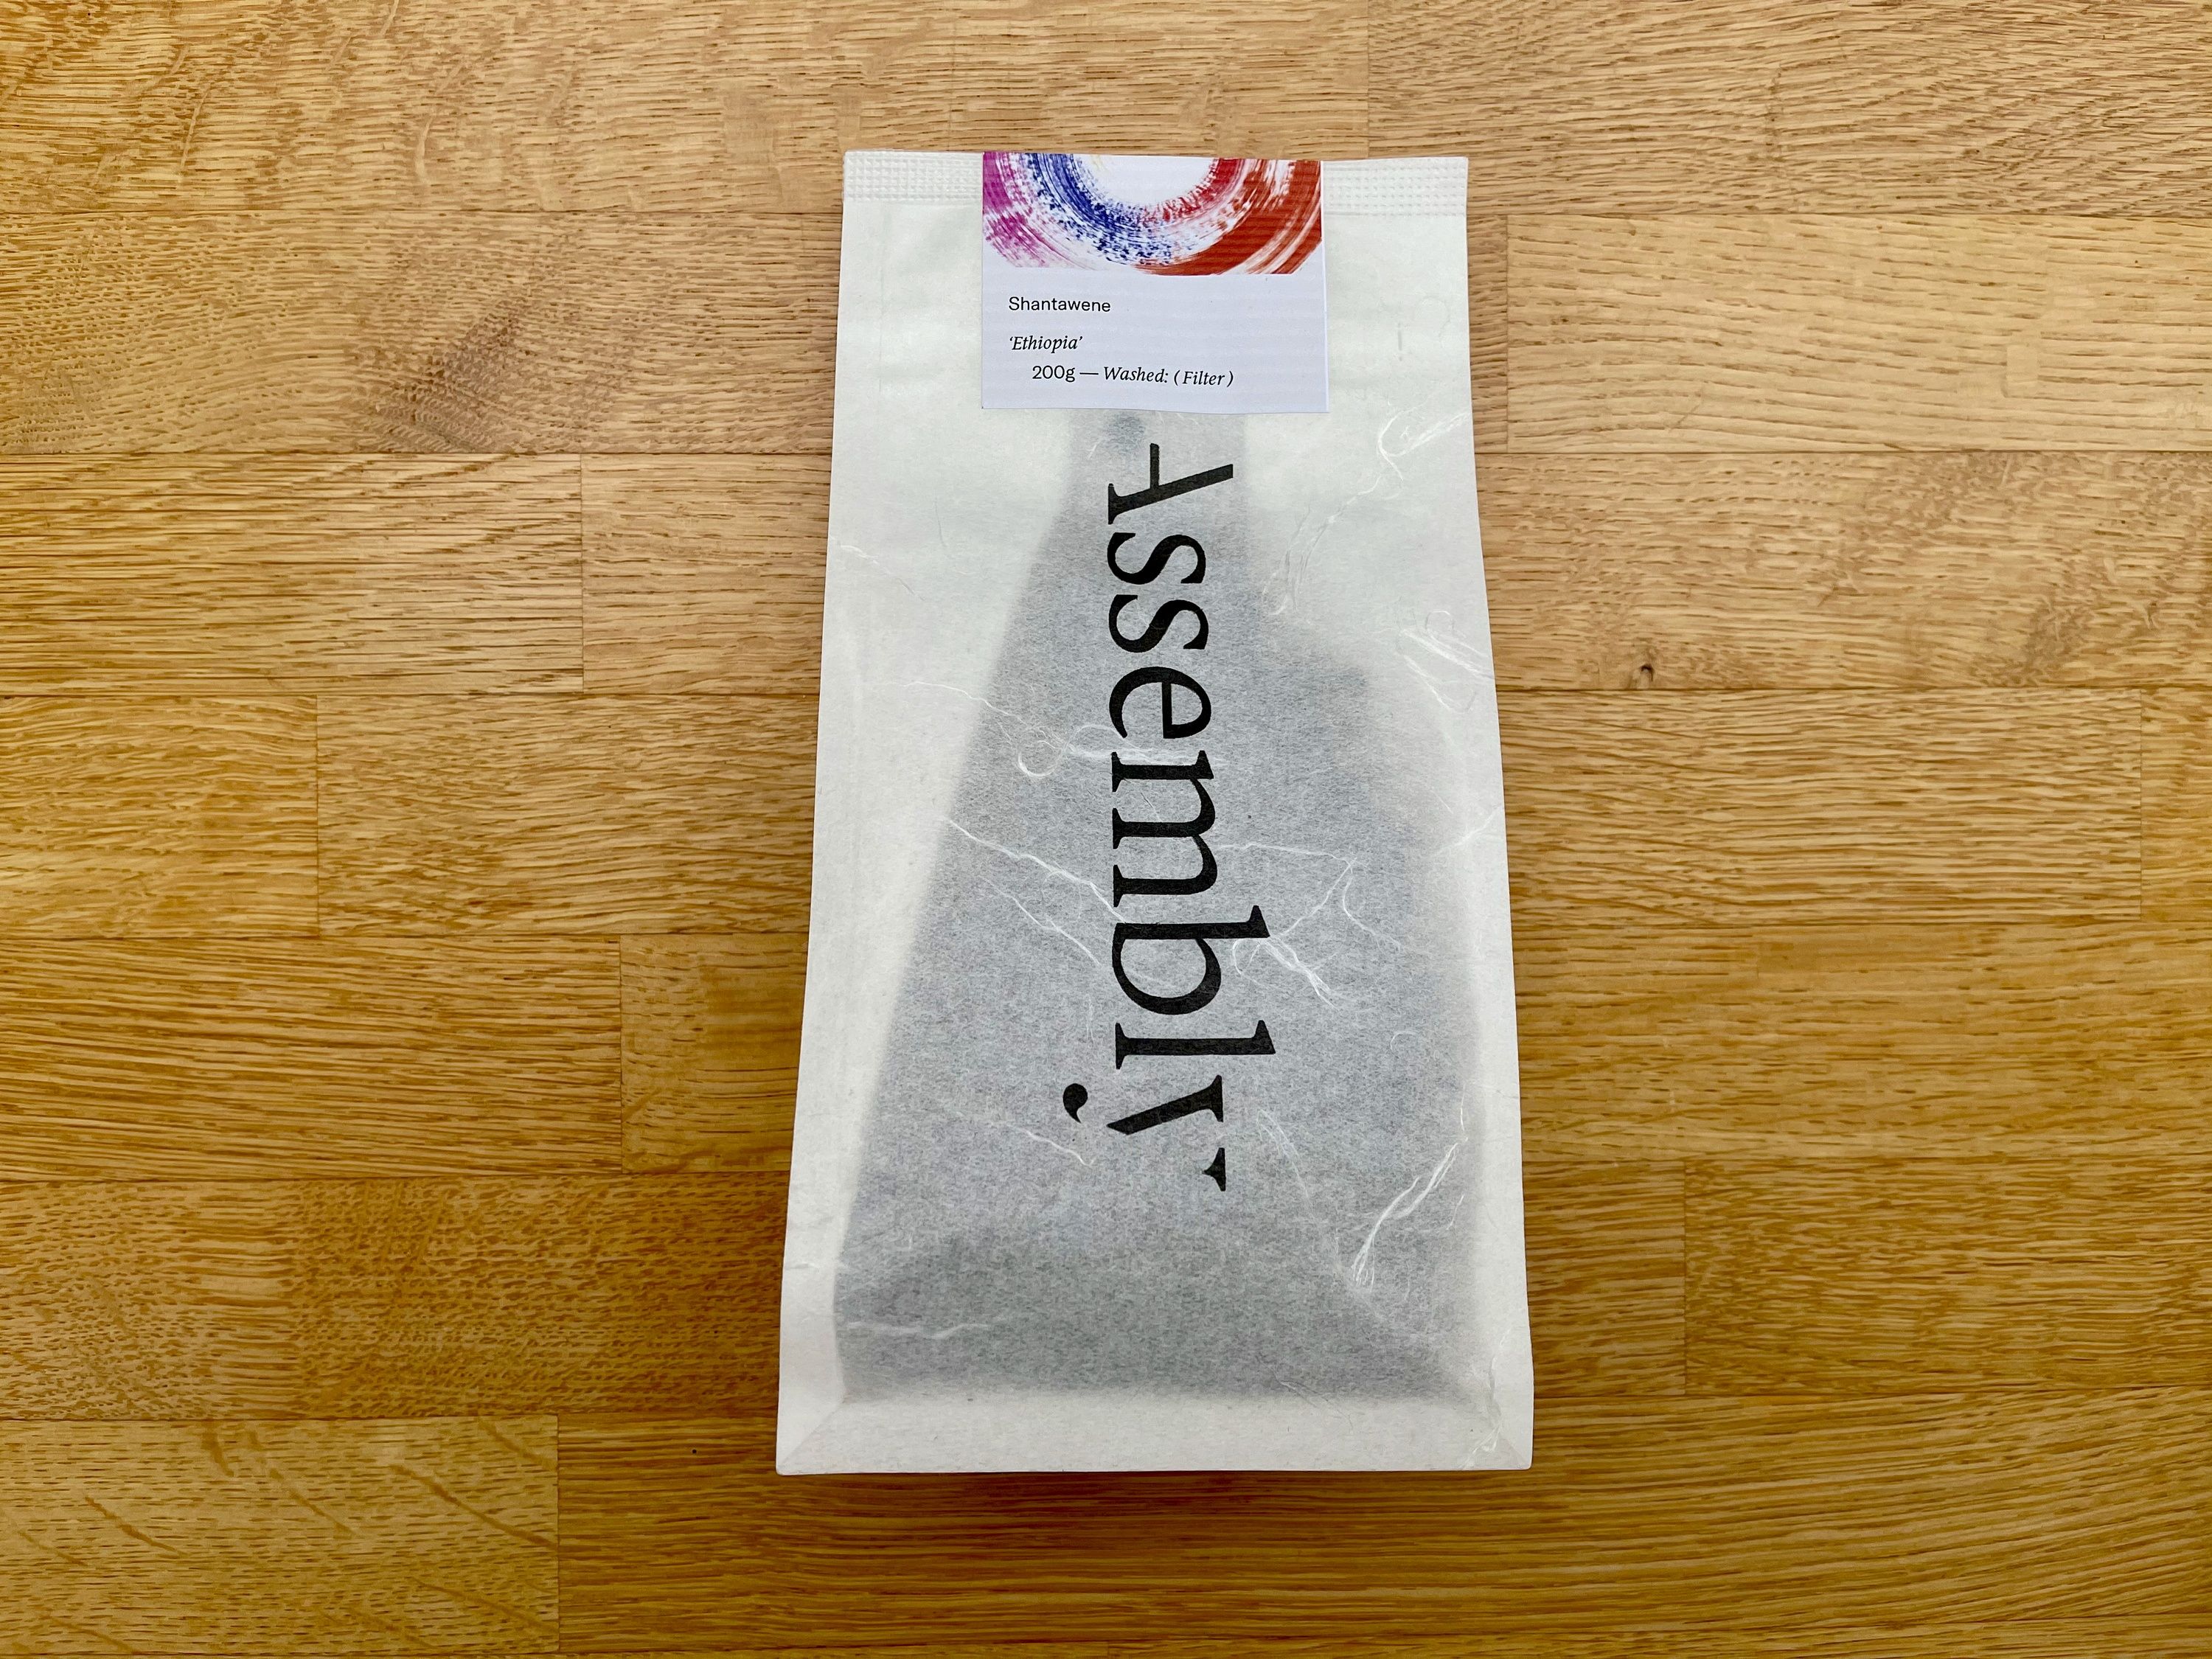 Shantawene
‘Ethiopia’
200g — Washed: ( Filter )
Assembly